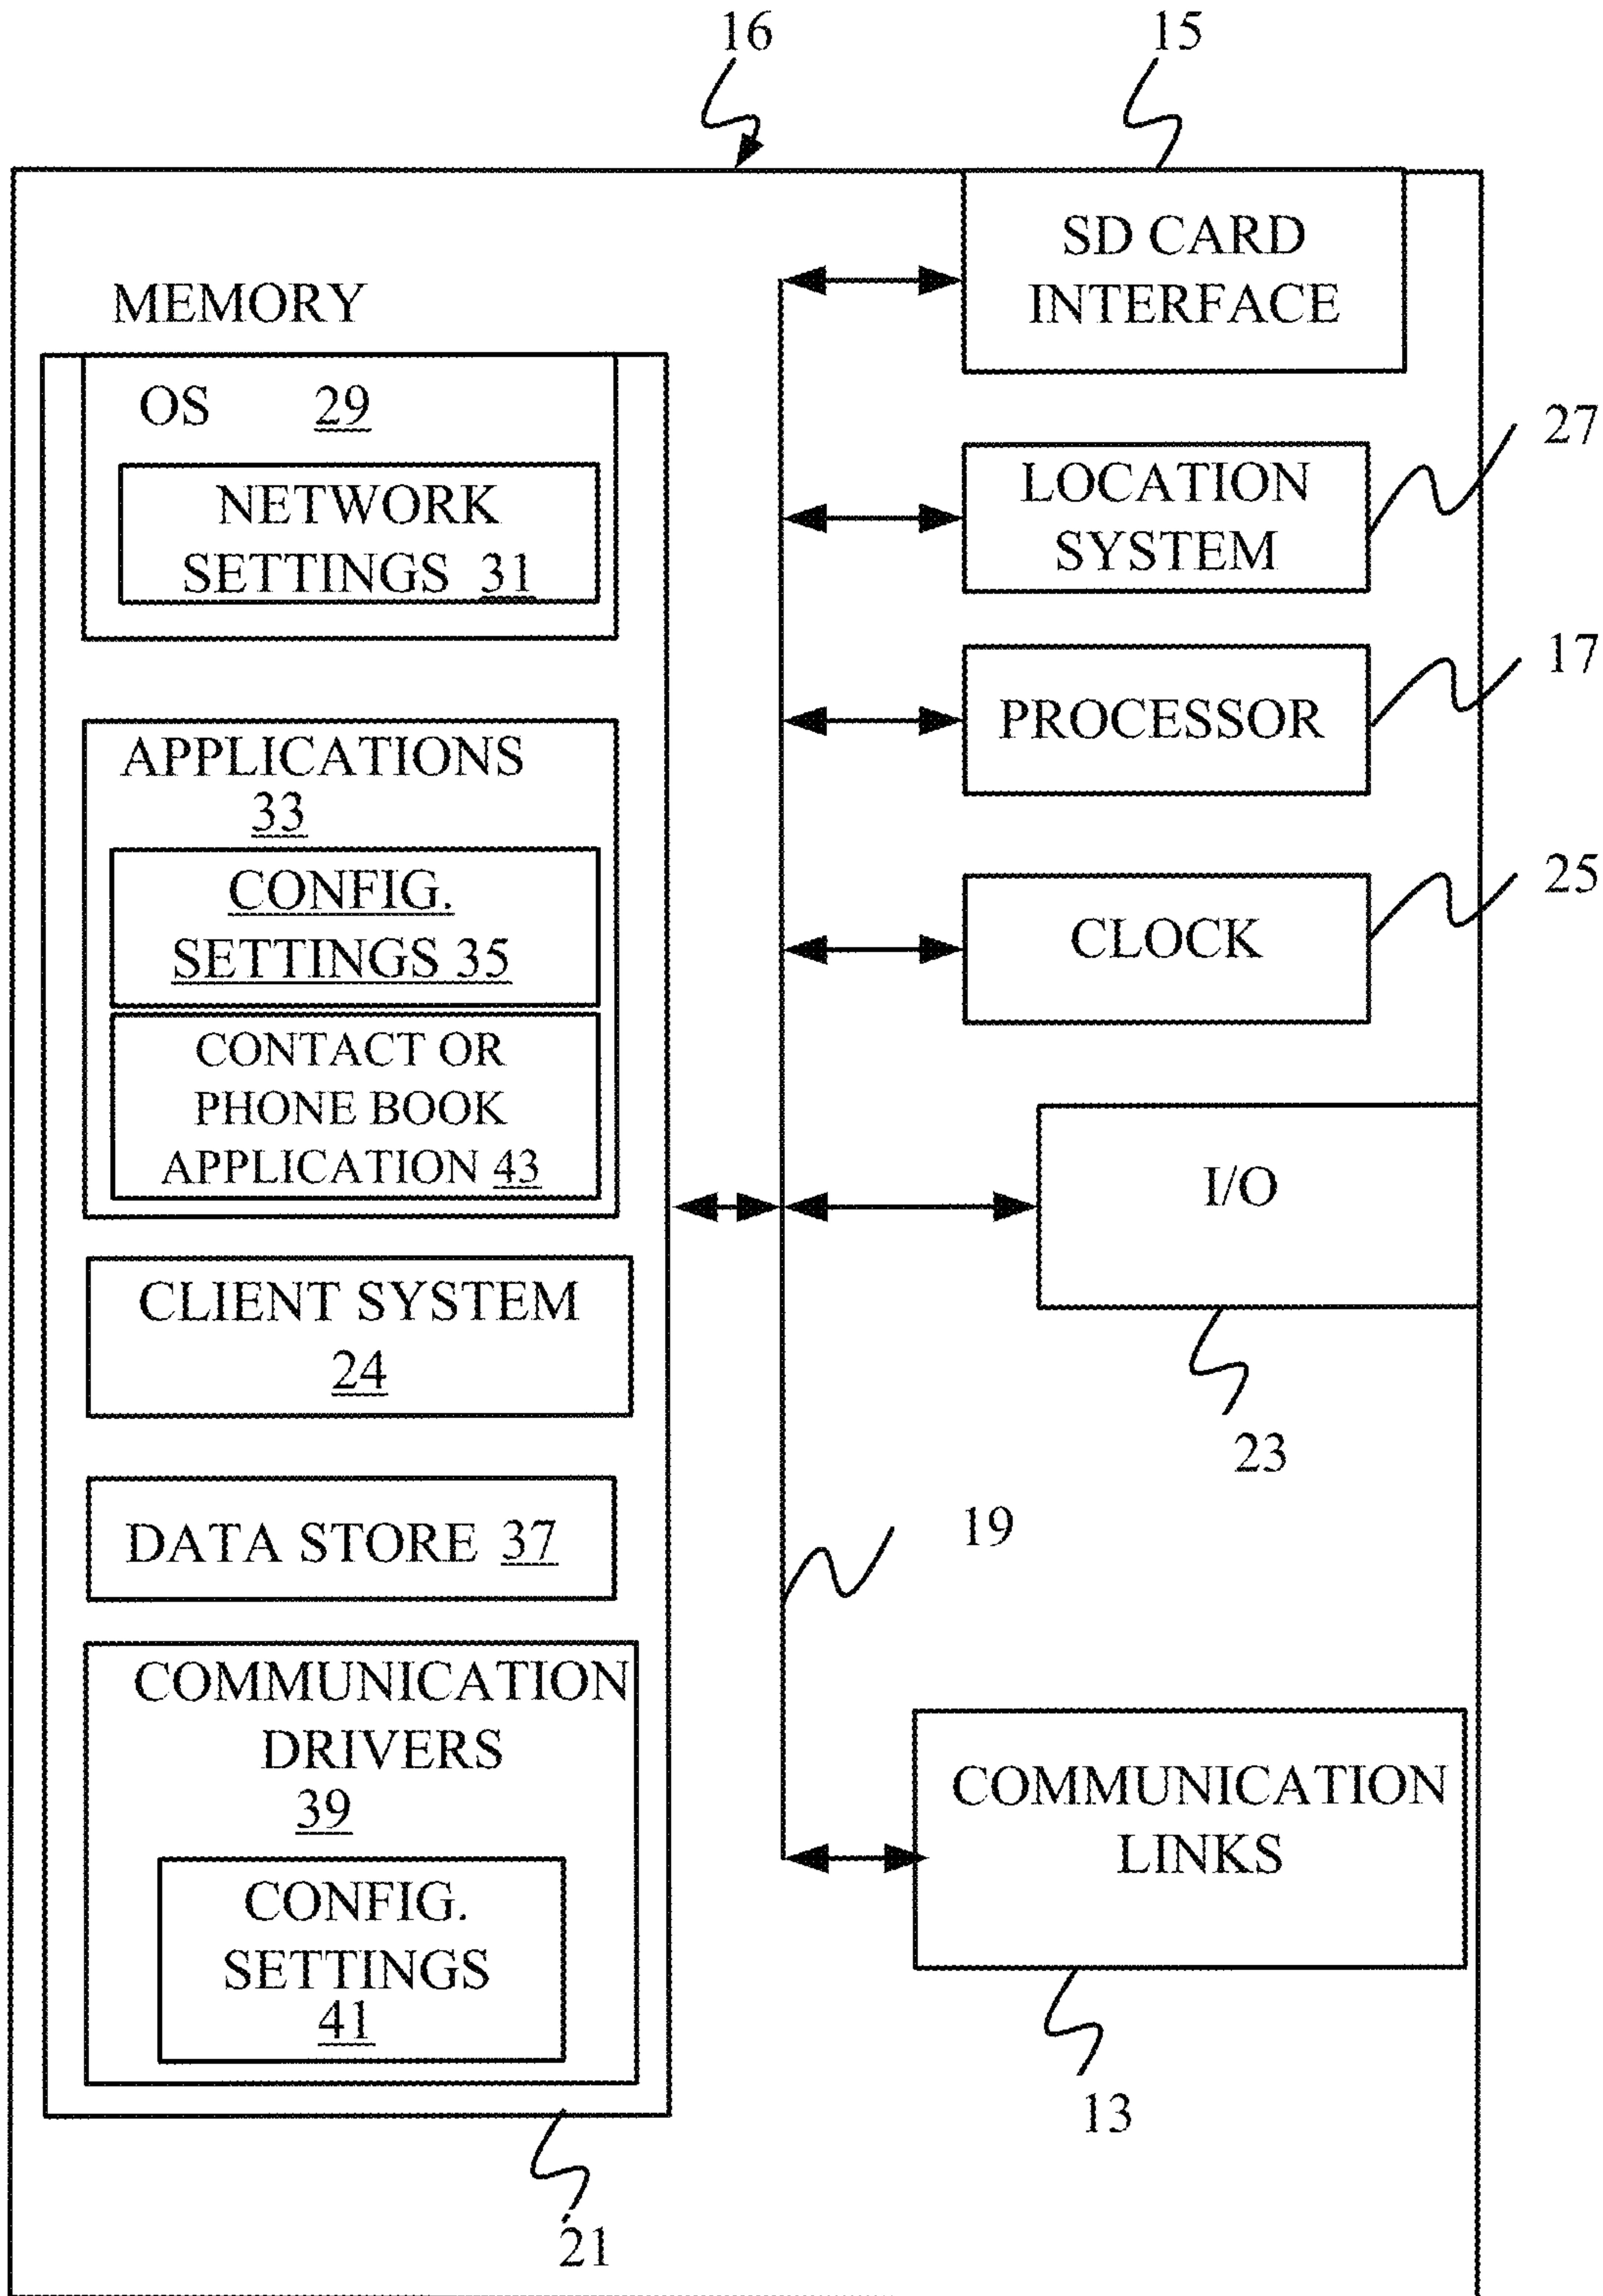 16
15
SD CARD
INTERFACE
MEMORY
OS 29
NETWORK
SETTINGS 31
27
LOCATION
SYSTEM
17
PROCESSOR
APPLICATIONS
33
CONFIG.
SETTINGS 35
25
CLOCK
CONTACT OR
PHONE BOOK
APPLICATION 43
I/O
23
CLIENT SYSTEM
24
19
DATA STORE 37
COMMUNICATION
DRIVERS
39
CONFIG.
SETTINGS
41
COMMUNICATION
LINKS
13
21